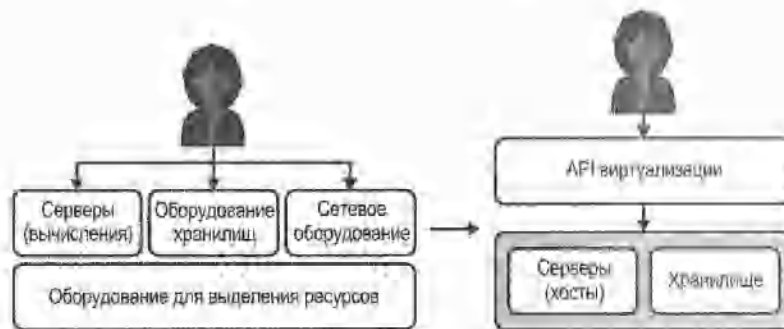 Серверы
(вычисления)
Оборудование
хранилищ
Сетевое
оборудование
Оборудование для выделения ресурсов
API виртуализации
Серверы
(хосты)
Хранилище